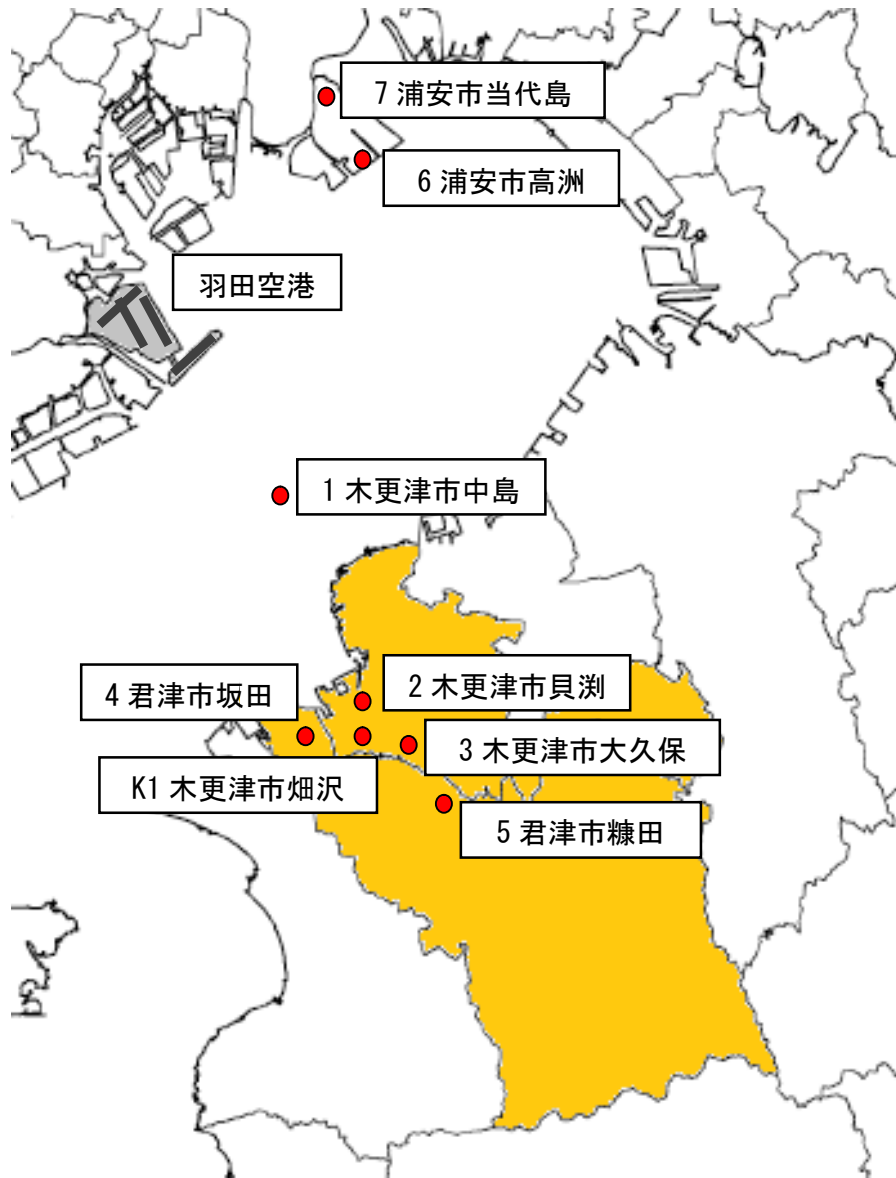 7 浦安市当代島
6 浦安市高洲
羽田空港
1 木更津市中島
2 木更津市貝渕
4 君津市坂田
3 木更津市大久保
K1 木更津市畑沢
5 君津市糠田